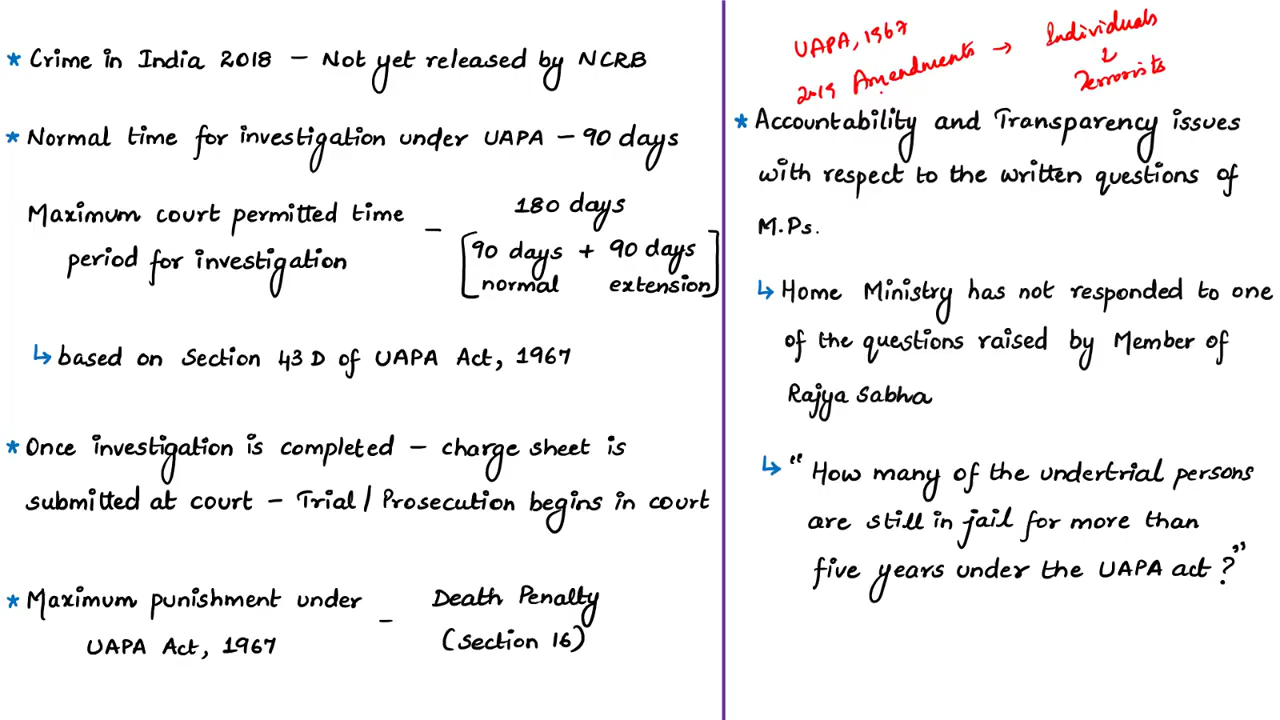 * Crime in India 2018 - Not yet released by NCRB
* Normal time for investigation under UAPA - 90 days
Maximum court permitted time
period for investigation
-
180 days
[90 days + 90 days
normal extension]
↳ based on Section 43 D of UAPA Act, 1967
* Once investigation is completed - charge sheet is
submitted at court - Trial / Prosecution begins in court
* Maximum punishment under
UAPA Act, 1967
-
Death Penalty
(Section 16)
UAPA, 1967
2019 Amendments → Individuals
↓
Terrorists
* Accountability and Transparency issues
with respect to the written questions of
M.Ps.
↳ Home Ministry has not responded to one
of the questions raised by Member of
Rajya Sabha
↳ " How many of the undertrial persons
are still in jail for more than
five years under the UAPA act ? "